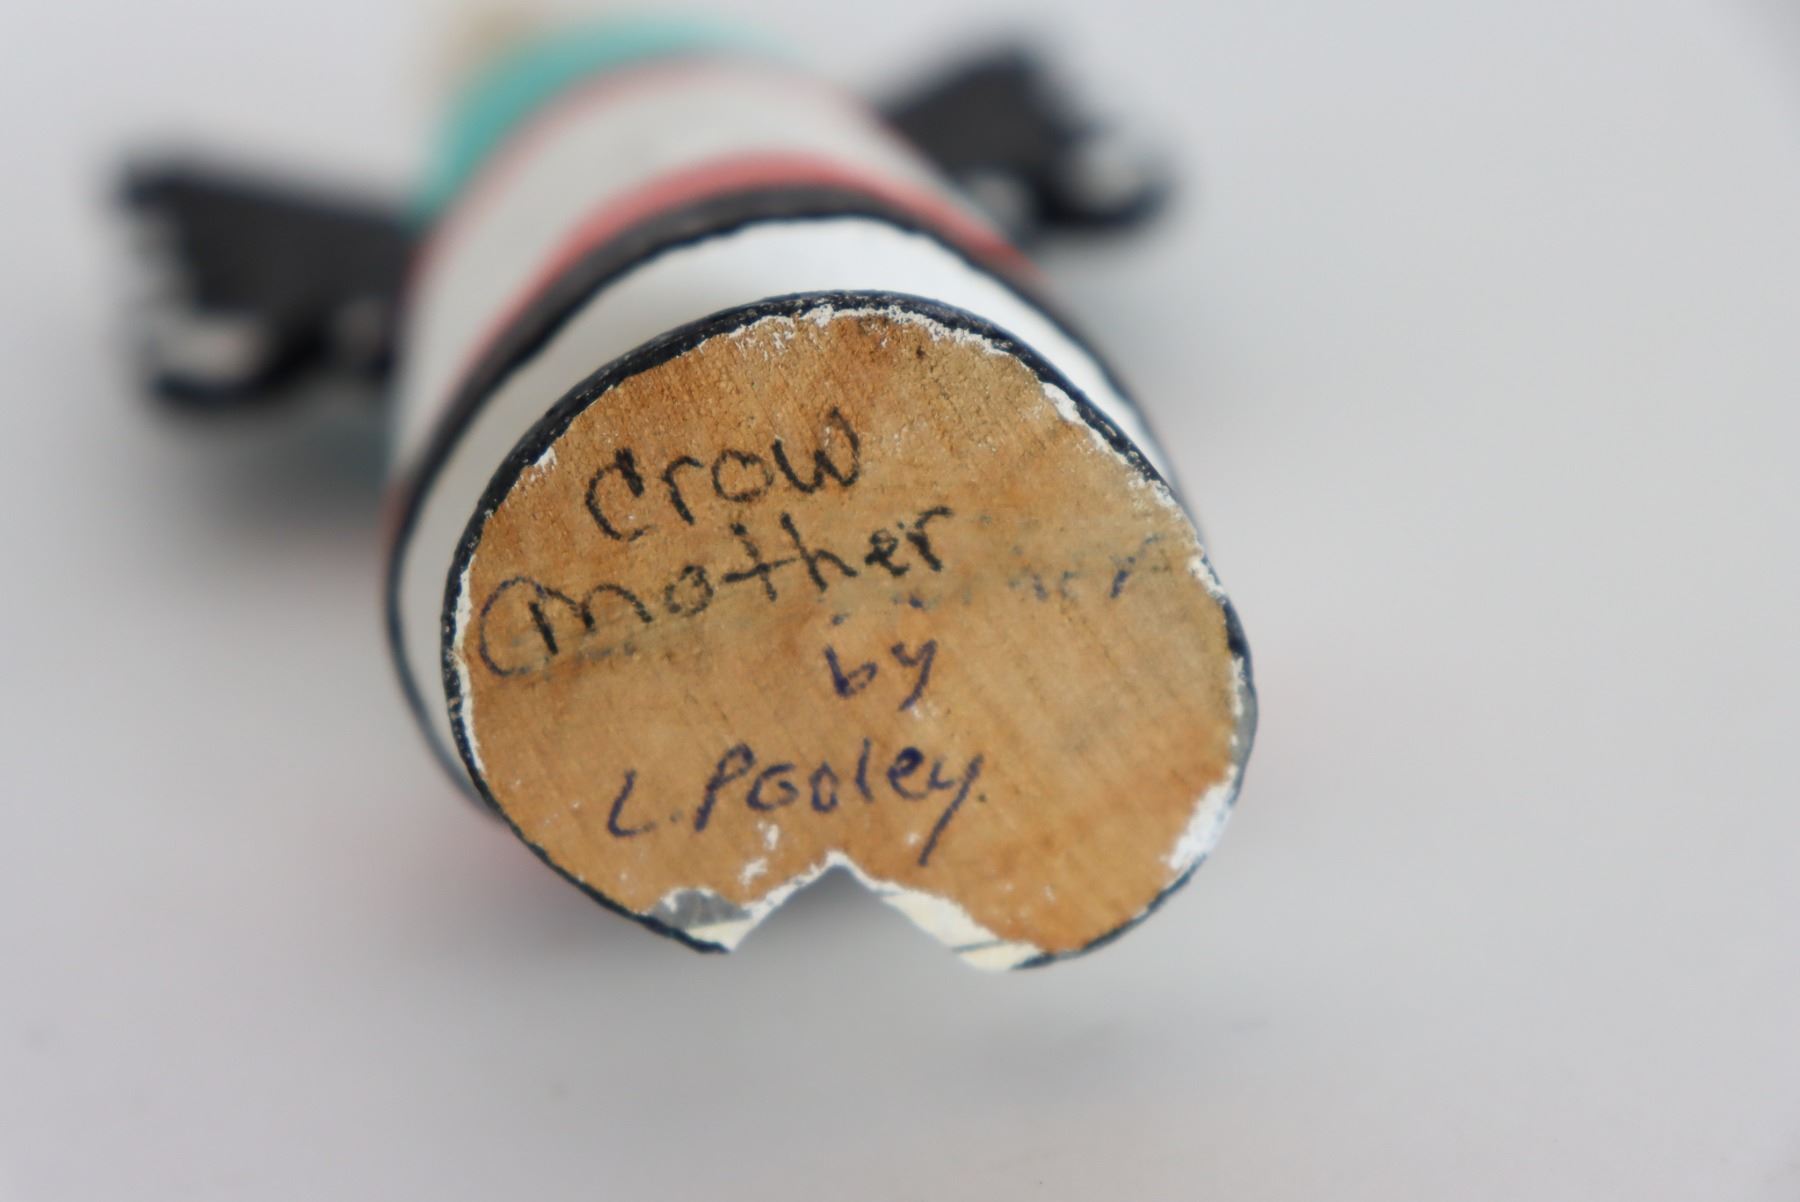 Crow
mother
by
L. Pooley.